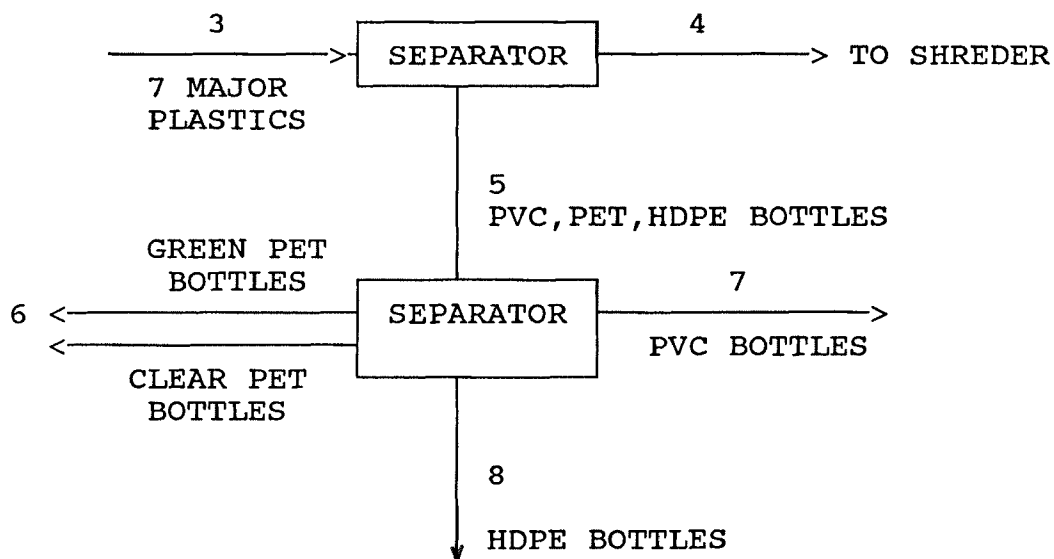 3
4
SEPARATOR
TO SHREDER
7 MAJOR
PLASTICS
5
PVC,PET,HDPE BOTTLES
GREEN PET
BOTTLES
7
6
SEPARATOR
PVC BOTTLES
CLEAR PET
BOTTLES
8
HDPE BOTTLES